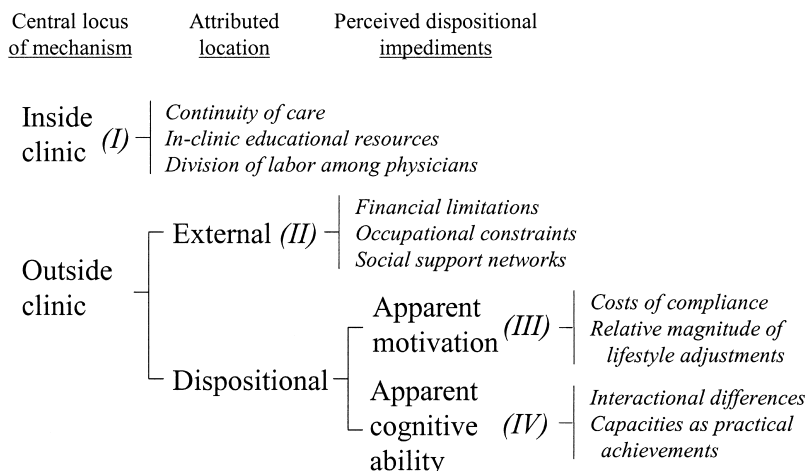 Central locus
of mechanism
Attributed
location
Perceived dispositional
impediments
Inside
clinic
(I)
Continuity of care
In-clinic educational resources
Division of labor among physicians
Outside
clinic
External (II)
Financial limitations
Occupational constraints
Social support networks
Dispositional
Apparent
motivation
(III)
Costs of compliance
Relative magnitude of
lifestyle adjustments
Apparent
cognitive
ability
(IV)
Interactional differences
Capacities as practical
achievements